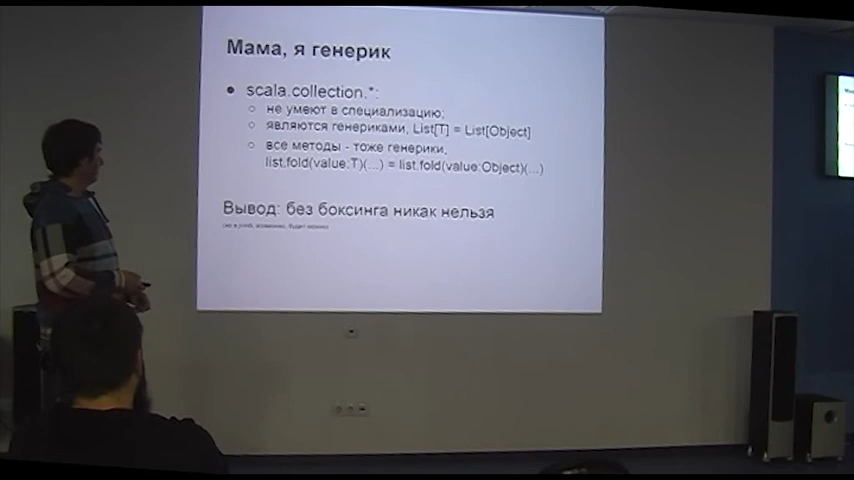 Мама, я генерик
scala.collection.*:
не умеют в специализацию;
являются генериками, List[T] = List[Object]
все методы - тоже генерики,
list.fold(value:T)(...) = list.fold(value:Object)(...)
Вывод: без боксинга никак нельзя